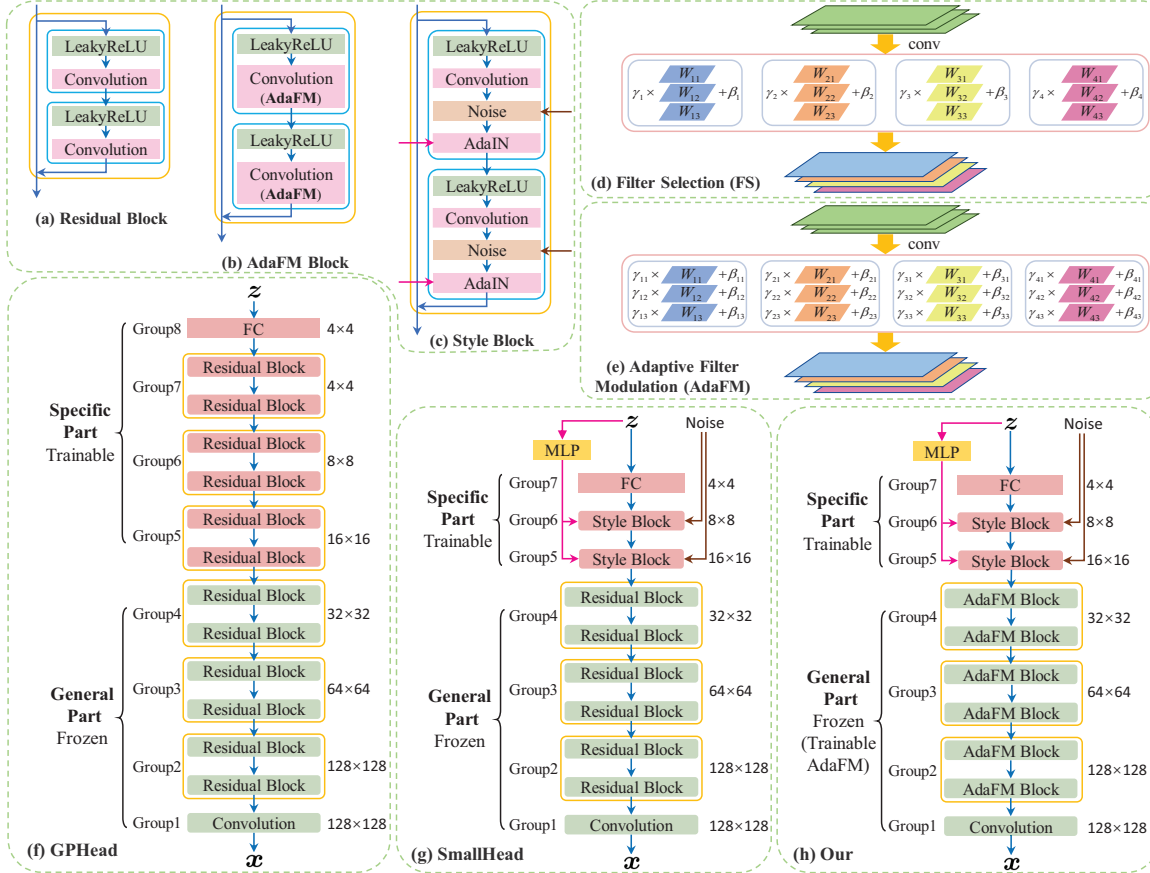 LeakyReLU
Convolution
LeakyReLU
Convolution
(a) Residual Block
LeakyReLU
Convolution
(AdaFM)
LeakyReLU
Convolution
(AdaFM)
(b) AdaFM Block
LeakyReLU
Convolution
Noise
AdaIN
LeakyReLU
Convolution
Noise
AdaIN
(c) Style Block
conv
γ₁ × W₁₁ W₁₂ W₁₃ + β₁
γ₂ × W₂₁ W₂₂ W₂₃ + β₂
γ₃ × W₃₁ W₃₂ W₃₃ + β₃
γ₄ × W₄₁ W₄₂ W₄₃ + β₄
(d) Filter Selection (FS)
conv
γ₁₁ × W₁₁ + β₁₁ γ₂₁ × W₂₁ + β₂₁ γ₃₁ × W₃₁ + β₃₁ γ₄₁ × W₄₁ + β₄₁
γ₁₂ × W₁₂ + β₁₂ γ₂₂ × W₂₂ + β₂₂ γ₃₂ × W₃₂ + β₃₂ γ₄₂ × W₄₂ + β₄₂
γ₁₃ × W₁₃ + β₁₃ γ₂₃ × W₂₃ + β₂₃ γ₃₃ × W₃₃ + β₃₃ γ₄₃ × W₄₃ + β₄₃
(e) Adaptive Filter
Modulation (AdaFM)
z
Group8 FC 4×4
Residual Block
Group7 4×4
Residual Block
Specific
Part
Trainable
Residual Block
Group6 8×8
Residual Block
Residual Block
Group5 16×16
Residual Block
Residual Block
Group4 32×32
Residual Block
General
Part
Frozen
Residual Block
Group3 64×64
Residual Block
Residual Block
Group2 128×128
Residual Block
Group1 Convolution 128×128
x
(f) GPHead
z Noise
MLP
Specific
Part
Trainable
Group7 FC 4×4
Group6 Style Block 8×8
Group5 Style Block 16×16
Residual Block
Group4 32×32
Residual Block
General
Part
Frozen
Residual Block
Group3 64×64
Residual Block
Residual Block
Group2 128×128
Residual Block
Group1 Convolution 128×128
x
(g) SmallHead
z Noise
MLP
Specific
Part
Trainable
Group7 FC 4×4
Group6 Style Block 8×8
Group5 Style Block 16×16
AdaFM Block
Group4 32×32
AdaFM Block
General
Part
Frozen
(Trainable
AdaFM)
AdaFM Block
Group3 64×64
AdaFM Block
AdaFM Block
Group2 128×128
AdaFM Block
Group1 Convolution 128×128
x
(h) Our